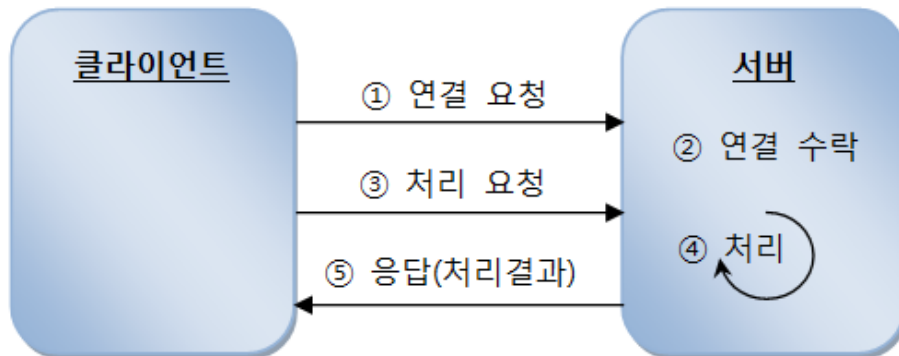 클라이언트
서버
① 연결 요청
② 연결 수락
③ 처리 요청
④ 처리
⑤ 응답(처리결과)